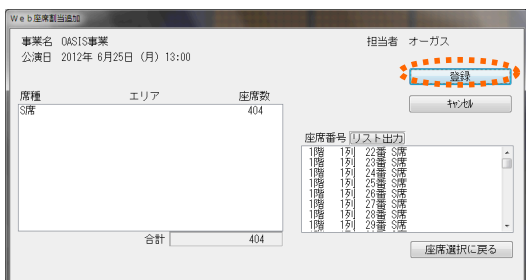 Web座席割当追加
事業名 OASIS事業 担当者 オーガス
公演日 2012年 6月25日 (月) 13:00
登録
席種 エリア 座席数 ｷｬﾝｾﾙ
S席 404
座席番号 リスト出力
1階 1列 22番 S席
1階 1列 23番 S席
1階 1列 24番 S席
1階 1列 25番 S席
1階 1列 26番 S席
1階 1列 27番 S席
1階 1列 28番 S席
1階 1列 29番 S席
合計 404
座席選択に戻る